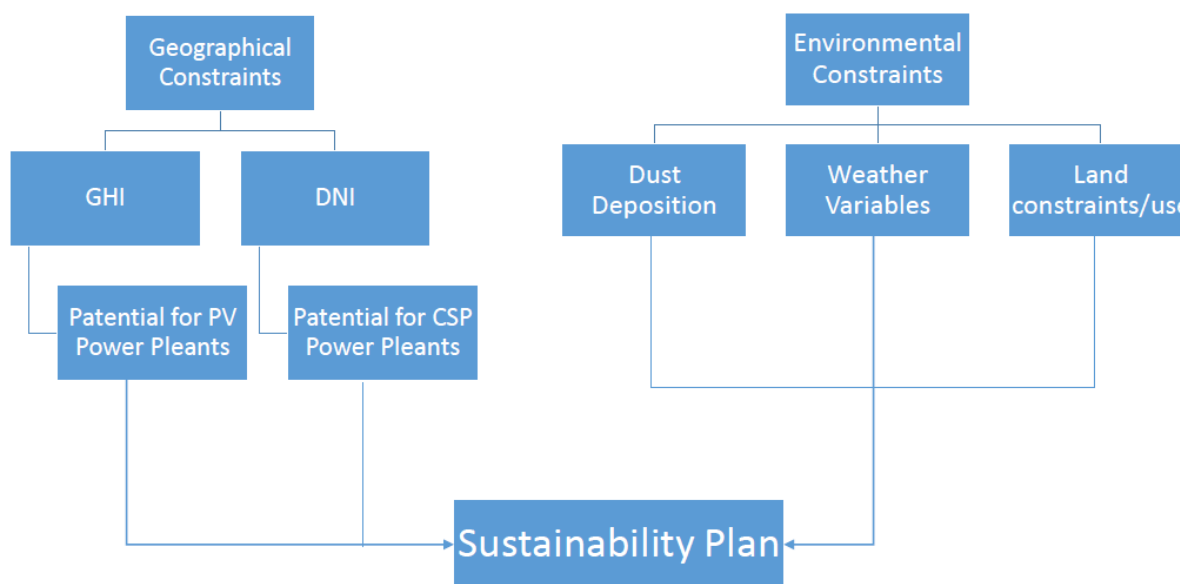 Geographical
Constraints
Environmental
Constraints
GHI
DNI
Dust
Deposition
Weather
Variables
Land
constraints/use
Patential for PV
Power Pleants
Patential for CSP
Power Pleants
Sustainability Plan